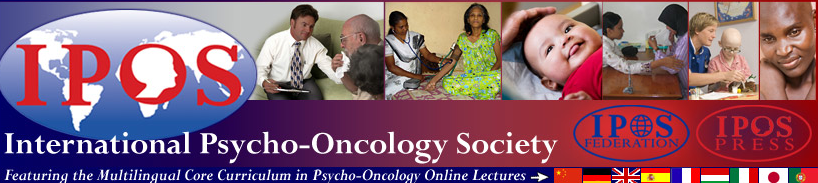 IPOS
International Psycho-Oncology Society
IPOS
FEDERATION
IPOS
PRESS
Featuring the Multilingual Core Curriculum in Psycho-Oncology Online Lectures